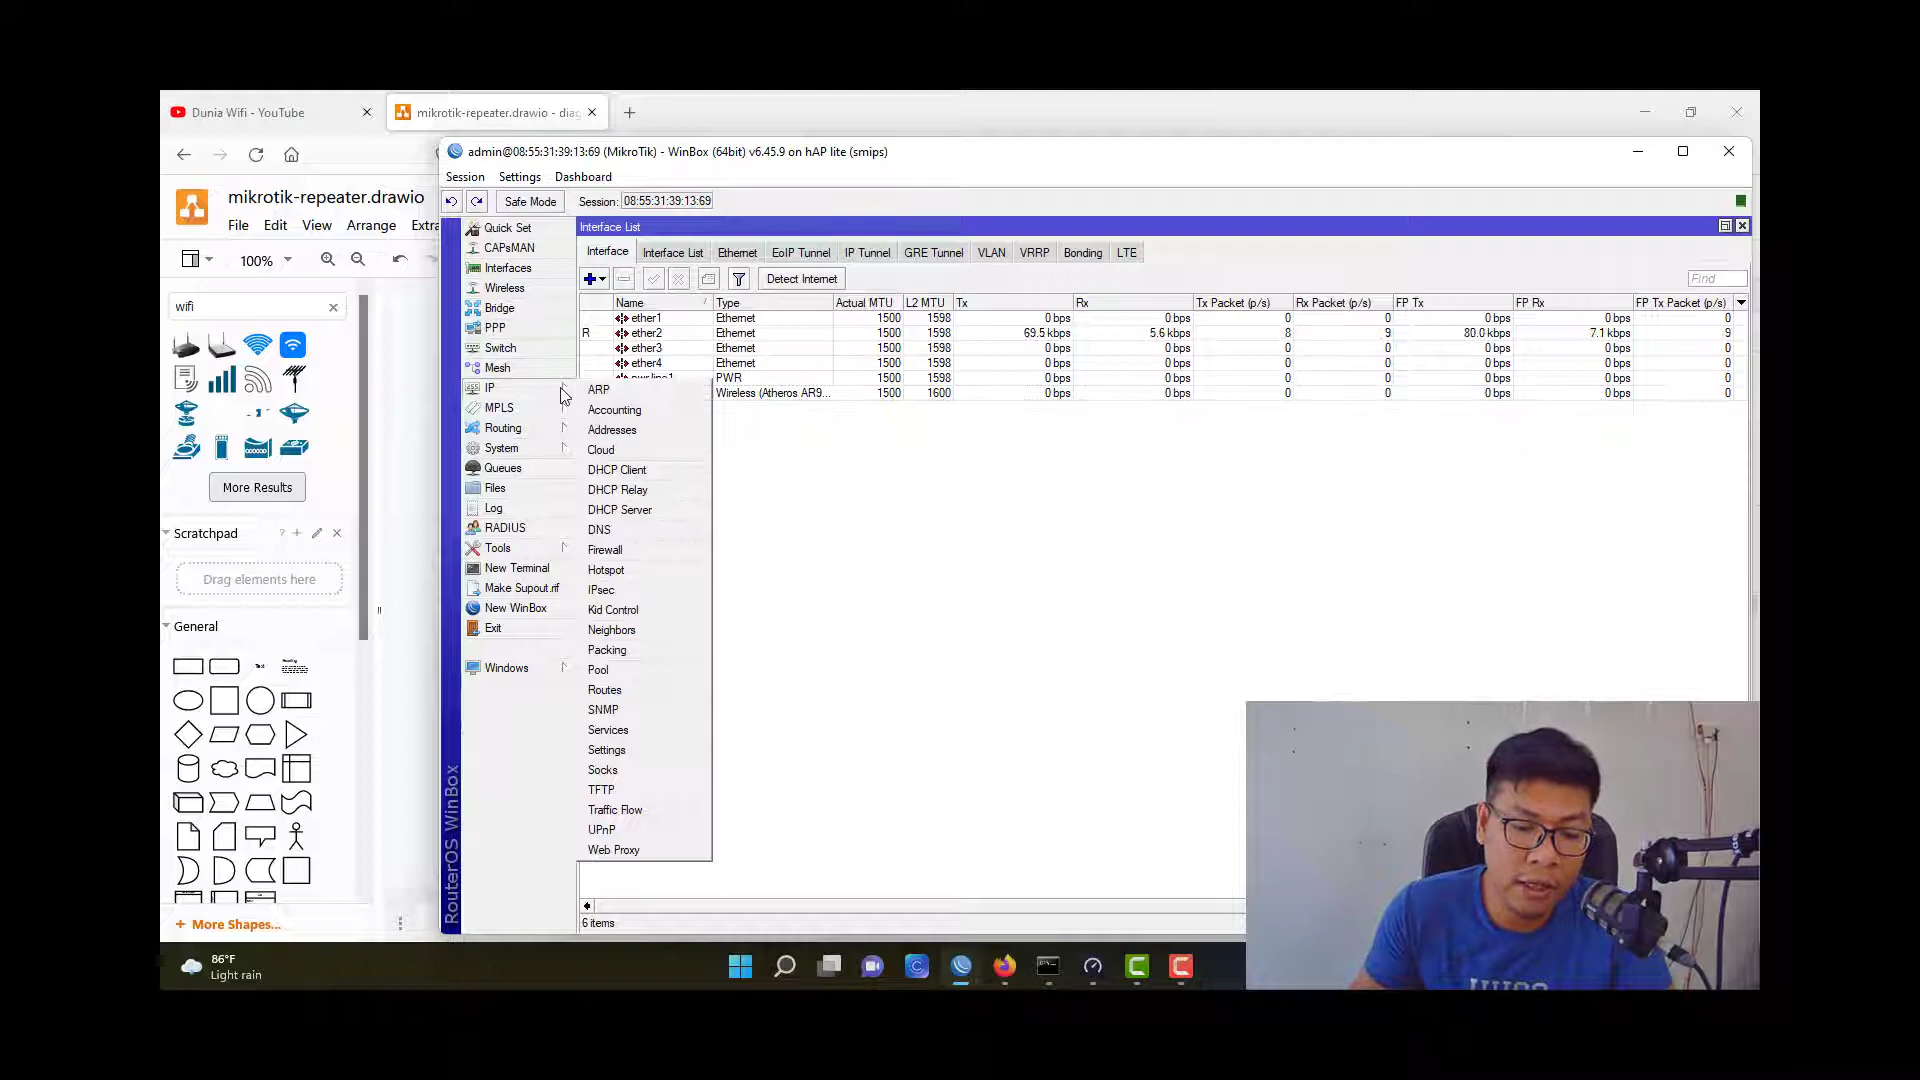 Dunia Wifi - YouTube
mikrotik-repeater.drawio - diag
admin@08:55:31:39:13:69 (MikroTik) - WinBox (64bit) v6.45.9 on hAP lite (smips)
Session Settings Dashboard
mikrotik-repeater.drawio
File Edit View Arrange Extra
Safe Mode
Session: 08:55:31:39:13:69
100%
wifi
More Results
Scratchpad
Drag elements here
General
More Shapes...
RouterOS WinBox
Quick Set
CAPsMAN
Interfaces
Wireless
Bridge
PPP
Switch
Mesh
IP
MPLS
Routing
System
Queues
Files
Log
RADIUS
Tools
New Terminal
Make Supout.rif
New WinBox
Exit
Windows
Interface List
Interface Interface List Ethernet EoIP Tunnel IP Tunnel GRE Tunnel VLAN VRRP Bonding LTE
Detect Internet
Find
Name Type Actual MTU L2 MTU Tx Rx Tx Packet (p/s) Rx Packet (p/s) FP Tx FP Rx FP Tx Packet (p/s)
ether1 Ethernet 1500 1598 0 bps 0 bps 0 0 0 bps 0 bps 0
R ether2 Ethernet 1500 1598 69.5 kbps 5.6 kbps 8 9 80.0 kbps 7.1 kbps 9
ether3 Ethernet 1500 1598 0 bps 0 bps 0 0 0 bps 0 bps 0
ether4 Ethernet 1500 1598 0 bps 0 bps 0 0 0 bps 0 bps 0
PWR 1500 1598 0 bps 0 bps 0 0 0 bps 0 bps 0
Wireless (Atheros AR9... 1500 1600 0 bps 0 bps 0 0 0 bps 0 bps 0
ARP
Accounting
Addresses
Cloud
DHCP Client
DHCP Relay
DHCP Server
DNS
Firewall
Hotspot
IPsec
Kid Control
Neighbors
Packing
Pool
Routes
SNMP
Services
Settings
Socks
TFTP
Traffic Flow
UPnP
Web Proxy
6 items
86°F
Light rain